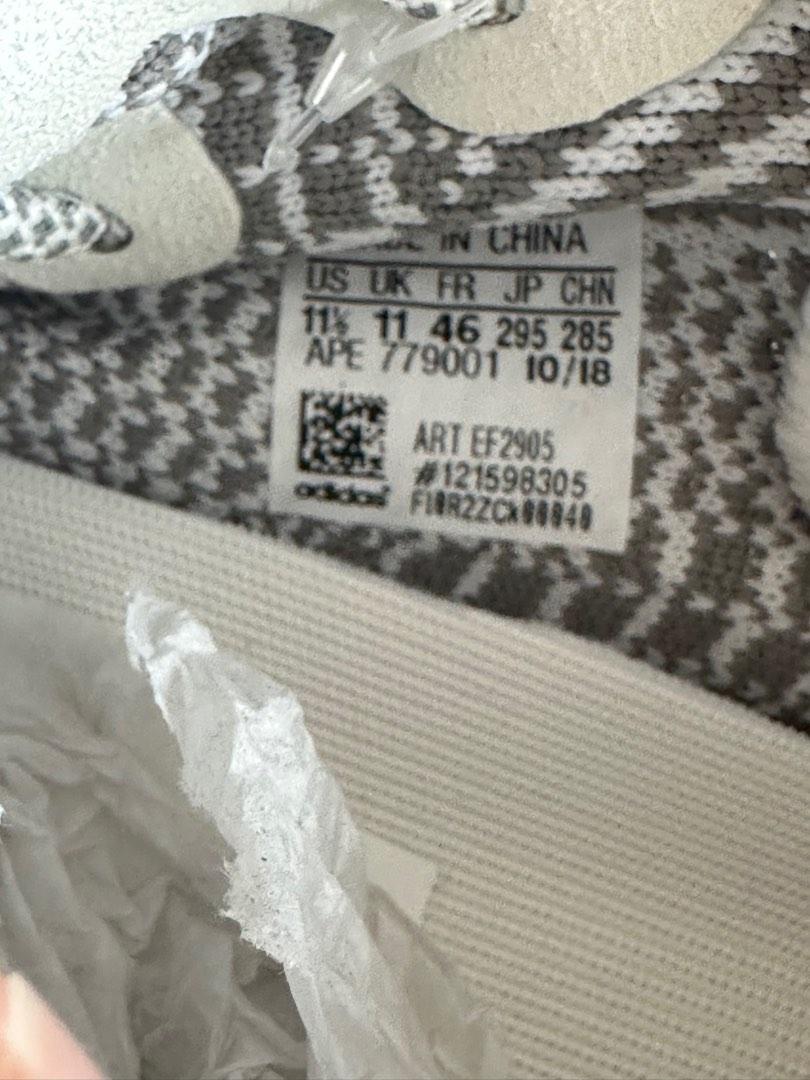 IN CHINA
US UK FR JP CHN
11½ 11 46 295 285
APE 779001 10/18
ART EF2905
#121598305
adidas